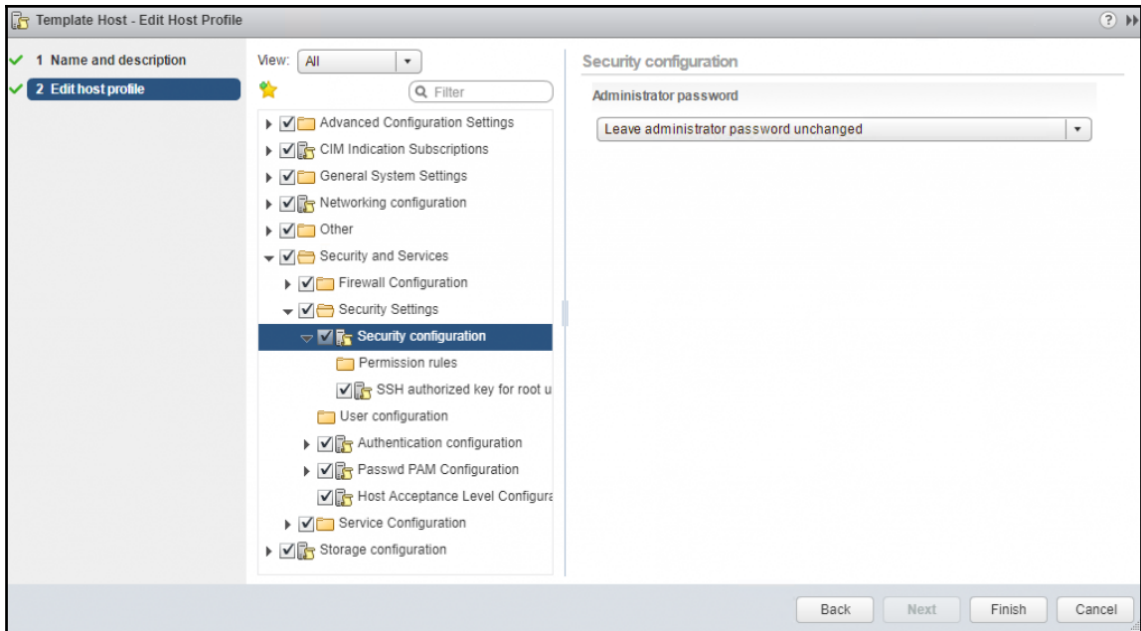 Template Host - Edit Host Profile
1 Name and description
2 Edit host profile
View: All
Filter
Advanced Configuration Settings
CIM Indication Subscriptions
General System Settings
Networking configuration
Other
Security and Services
Firewall Configuration
Security Settings
Security configuration
Permission rules
SSH authorized key for root u
User configuration
Authentication configuration
Passwd PAM Configuration
Host Acceptance Level Configura
Service Configuration
Storage configuration
Security configuration
Administrator password
Leave administrator password unchanged
Back Next Finish Cancel